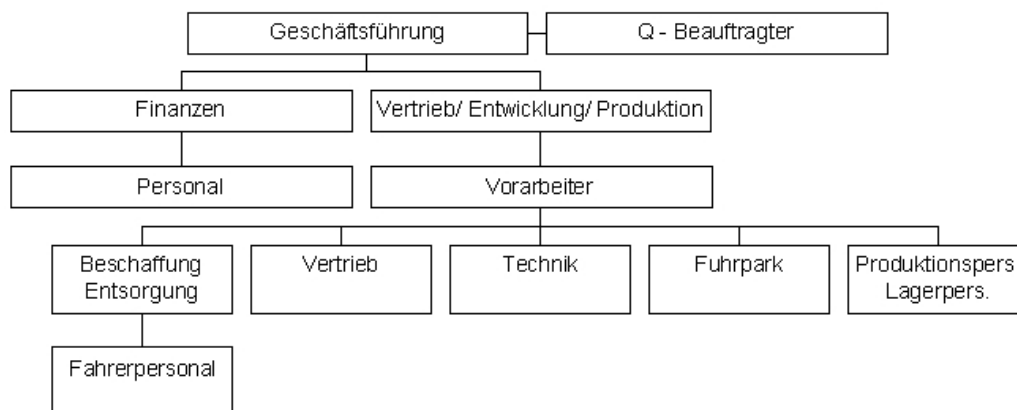 Geschäftsführung
Q - Beauftragter
Finanzen
Vertrieb/ Entwicklung/ Produktion
Personal
Vorarbeiter
Beschaffung
Entsorgung
Vertrieb
Technik
Fuhrpark
Produktionspers
Lagerpers.
Fahrerpersonal